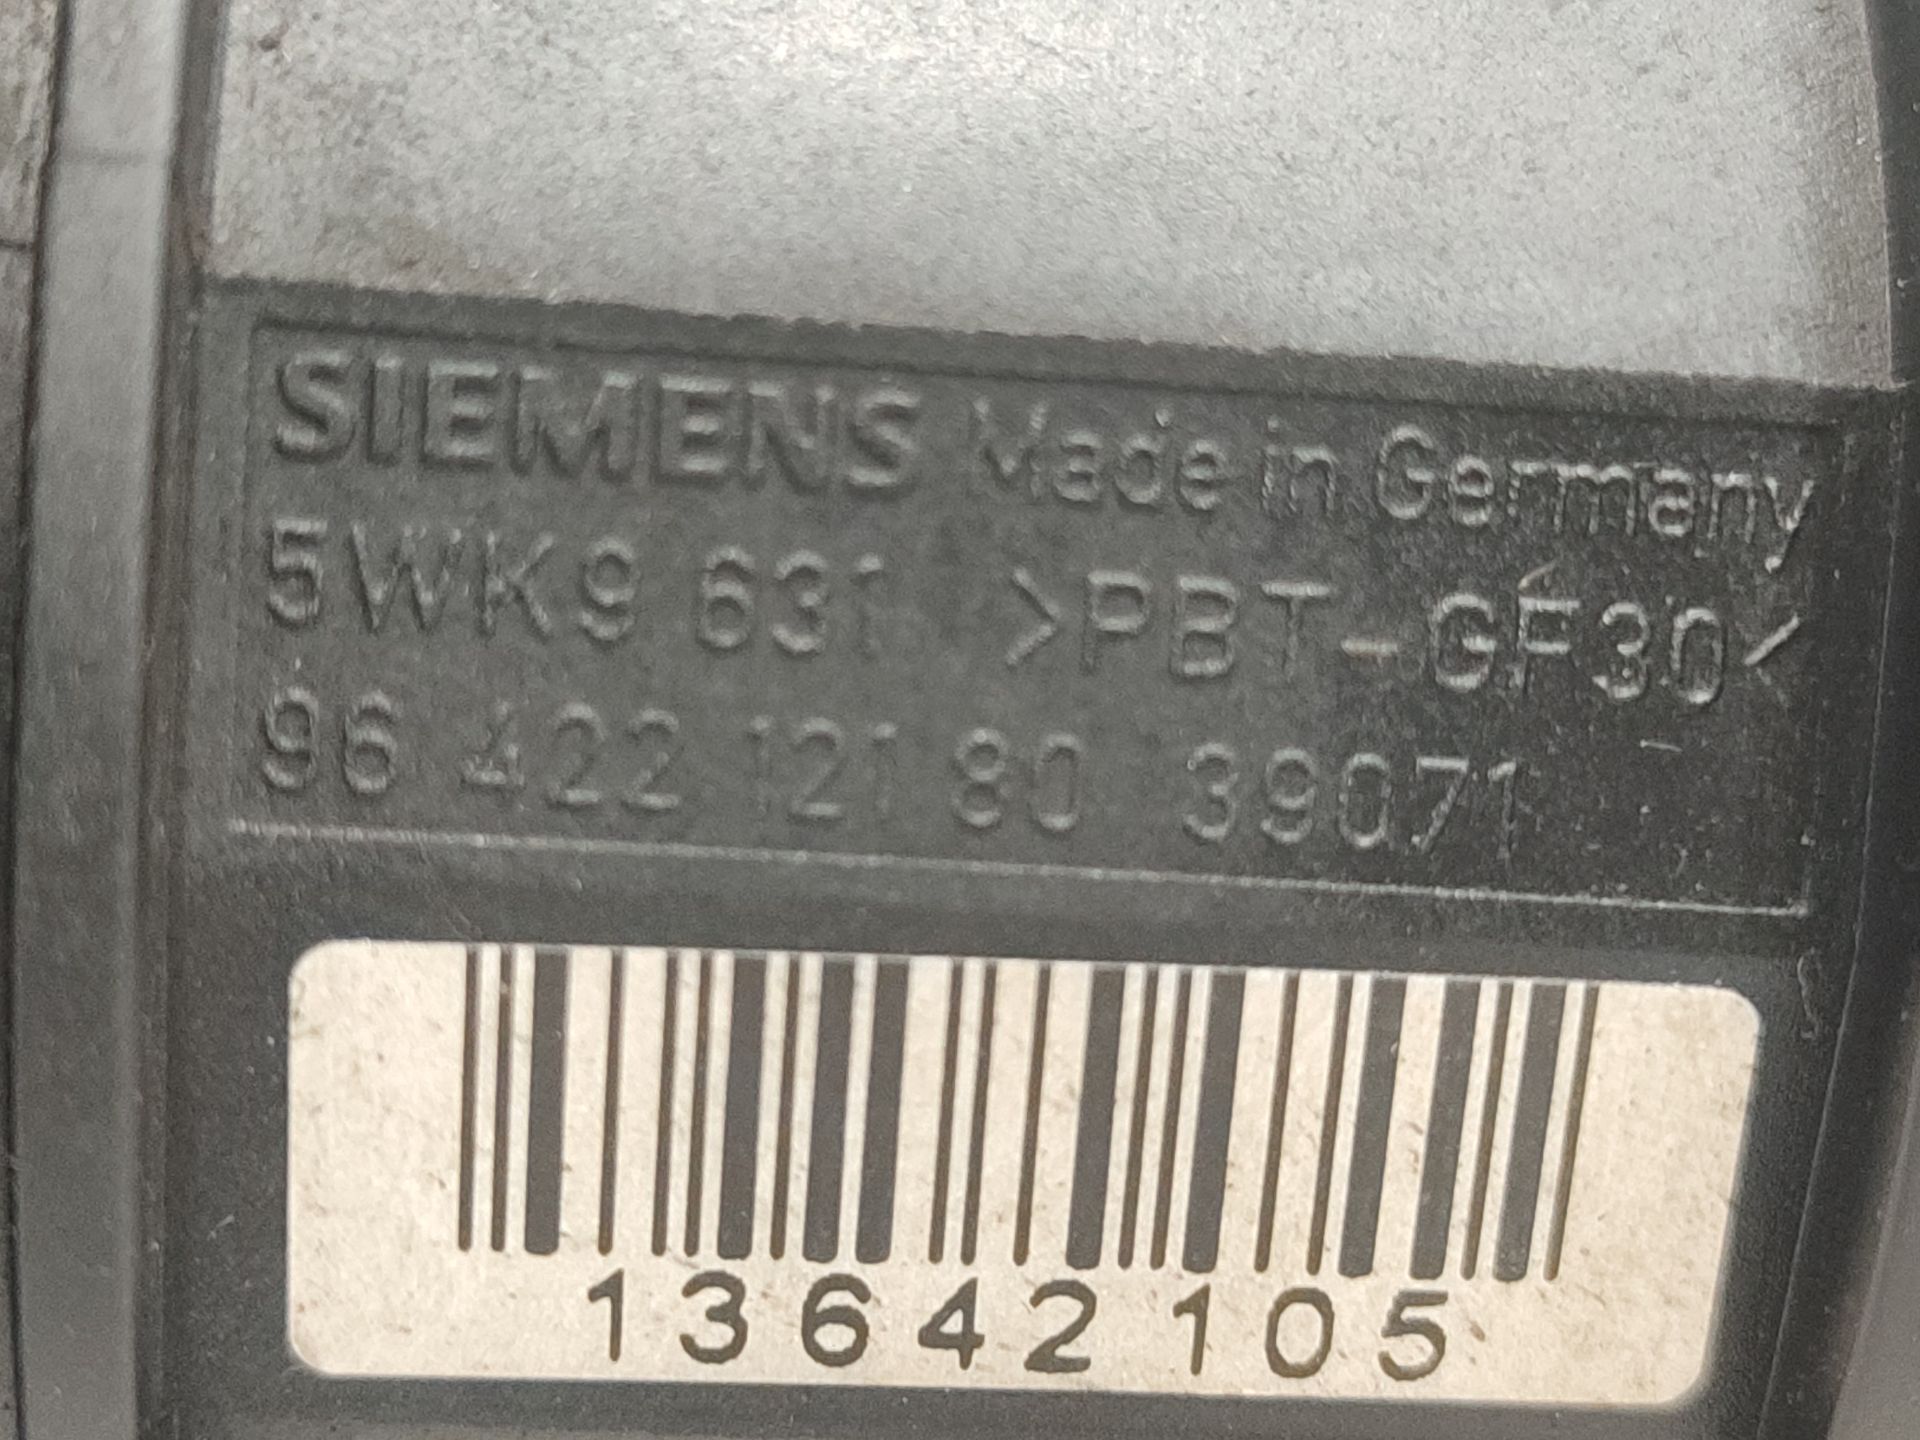 SIEMENS Made in Germany
5WK9 631 >PBT-GF30<
96 422 121 80 39071
13642105